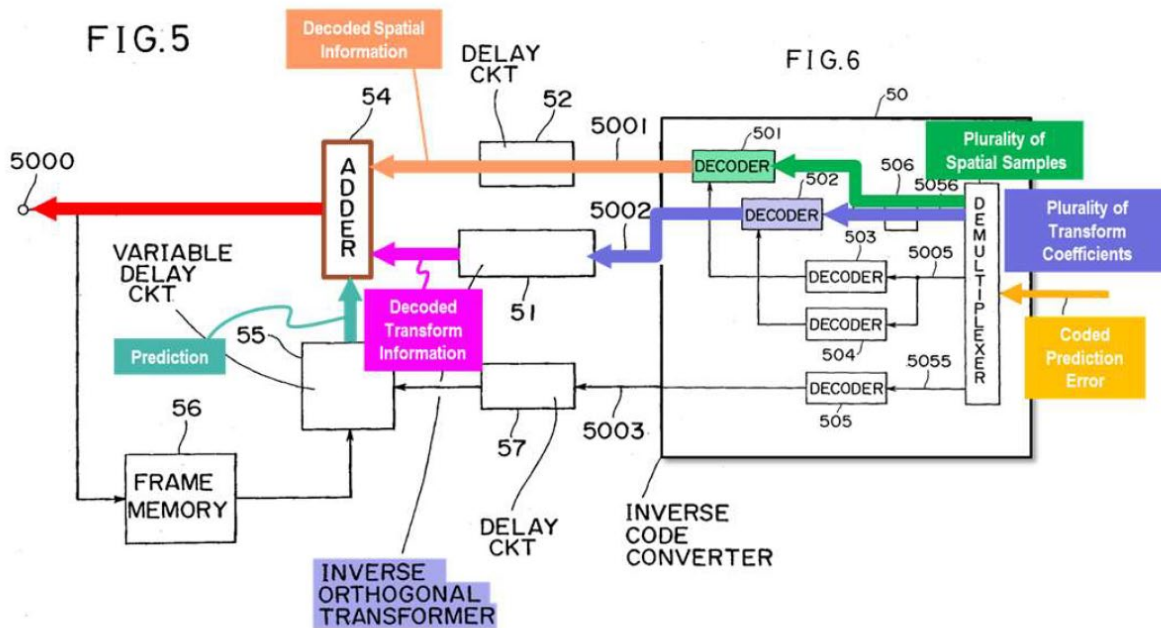 FIG.5
Decoded Spatial
Information
DELAY
CKT
FIG.6
54
52
5001
50
501
DECODER
Plurality of
Spatial Samples
5000
ADDER
502
506
5056
DECODER
5002
DEMULTIPLEXER
Plurality of
Transform
Coefficients
VARIABLE
DELAY
CKT
503
DECODER
5005
51
Decoded
Transform
Information
55
Prediction
DECODER
504
Coded
Prediction
Error
5055
DECODER
505
56
57
5003
FRAME
MEMORY
DELAY
CKT
INVERSE
CODE
CONVERTER
INVERSE
ORTHOGONAL
TRANSFORMER